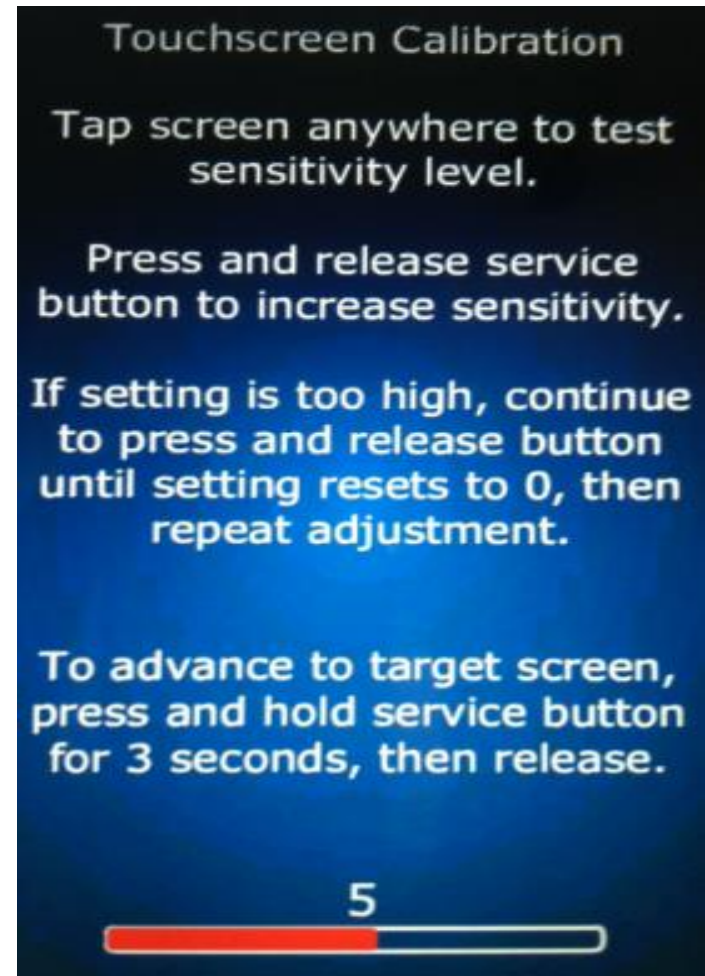 Touchscreen Calibration
Tap screen anywhere to test
sensitivity level.
Press and release service
button to increase sensitivity.
If setting is too high, continue
to press and release button
until setting resets to 0, then
repeat adjustment.
To advance to target screen,
press and hold service button
for 3 seconds, then release.
5